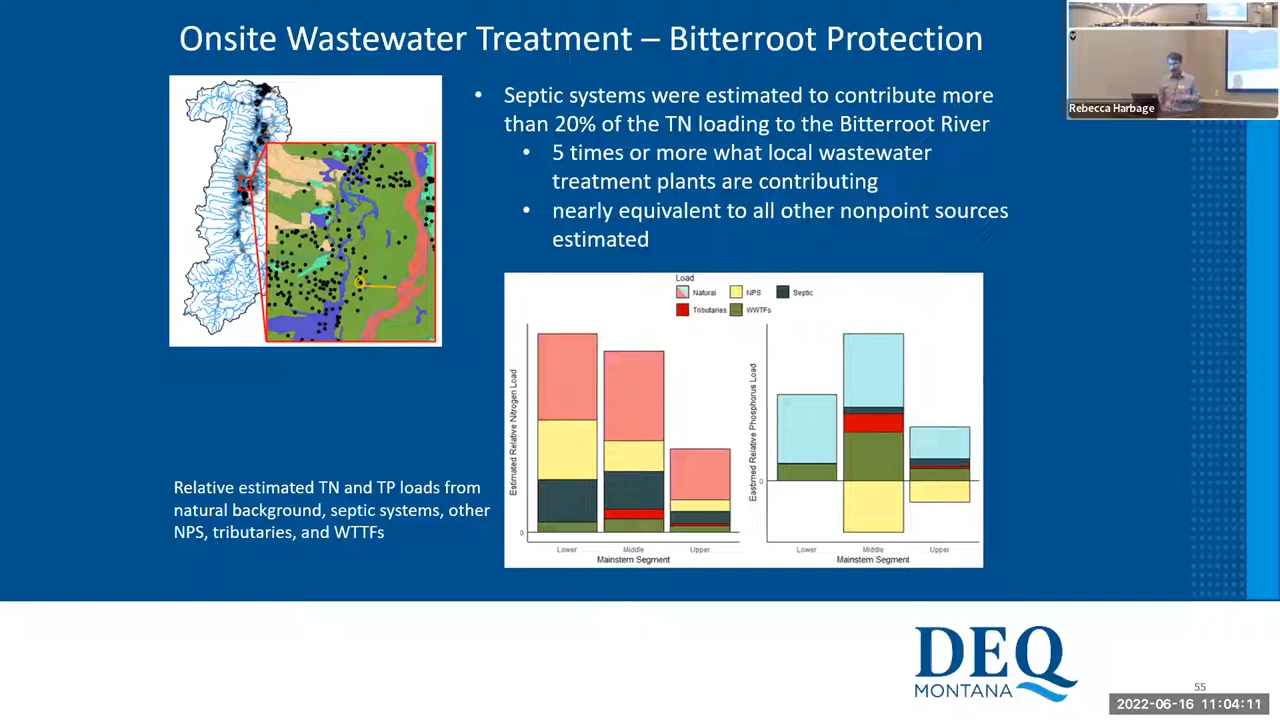 Onsite Wastewater Treatment – Bitterroot Protection
Rebecca Harbage
• Septic systems were estimated to contribute more
than 20% of the TN loading to the Bitterroot River
• 5 times or more what local wastewater
treatment plants are contributing
• nearly equivalent to all other nonpoint sources
estimated
Load
Natural NPS Septic
Tributaries WWTFs
Estimated Relative Nitrogen Load
0
Lower Middle Upper
Mainstem Segment
Eastimed Relative Phosphorus Load
0
Lower Middle Upper
Mainstem Segment
Relative estimated TN and TP loads from
natural background, septic systems, other
NPS, tributaries, and WTTFs
DEQ
MONTANA
55
2022-06-16 11:04:11